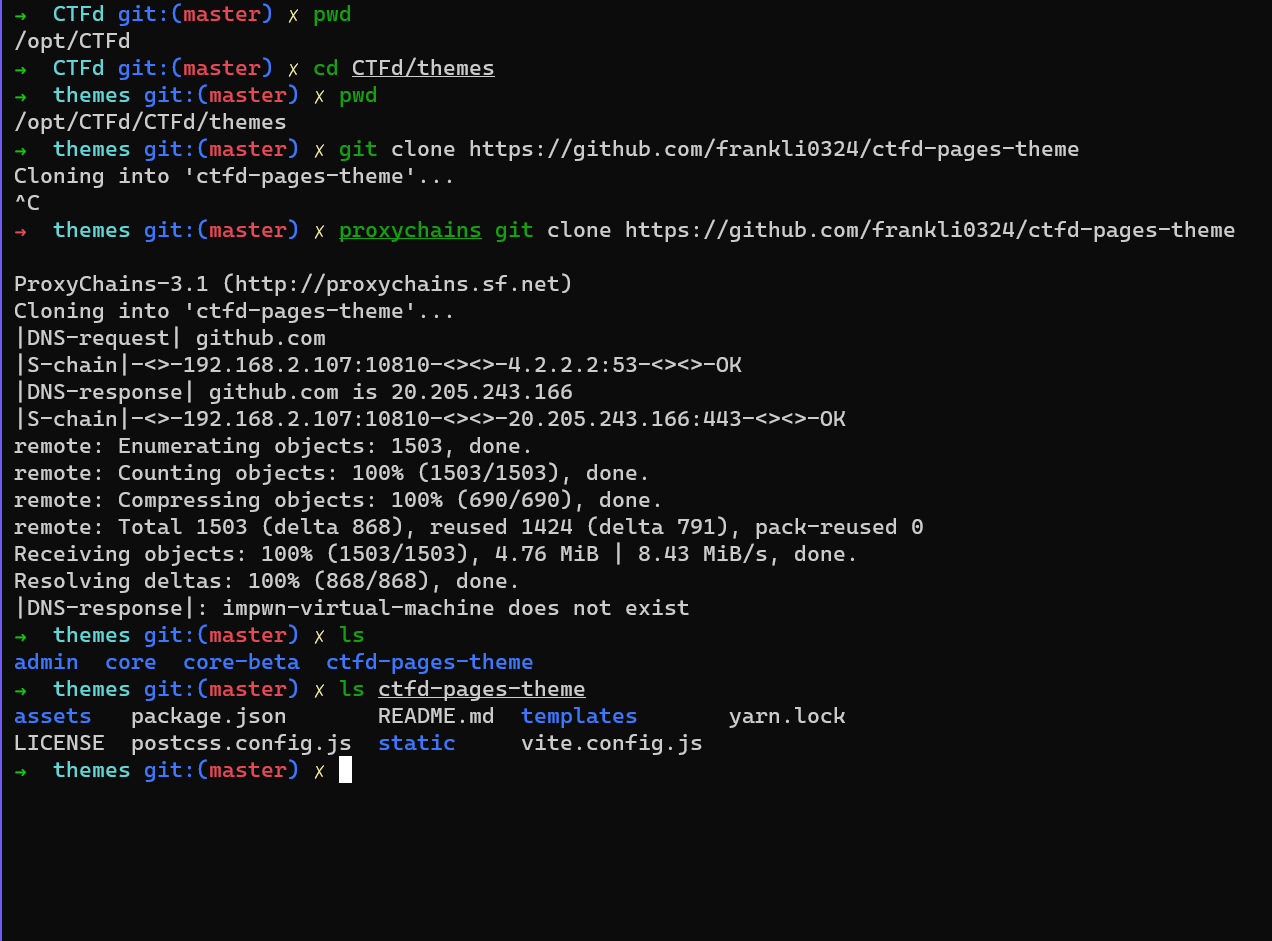 →  CTFd git:(master) ✗ pwd
/opt/CTFd
→  CTFd git:(master) ✗ cd CTFd/themes
→  themes git:(master) ✗ pwd
/opt/CTFd/CTFd/themes
→  themes git:(master) ✗ git clone https://github.com/frankli0324/ctfd-pages-theme
Cloning into 'ctfd-pages-theme'...
^C
→  themes git:(master) ✗ proxychains git clone https://github.com/frankli0324/ctfd-pages-theme
ProxyChains-3.1 (http://proxychains.sf.net)
Cloning into 'ctfd-pages-theme'...
|DNS-request| github.com
|S-chain|-<>-192.168.2.107:10810-<><>-4.2.2.2:53-<><>-OK
|DNS-response| github.com is 20.205.243.166
|S-chain|-<>-192.168.2.107:10810-<><>-20.205.243.166:443-<><>-OK
remote: Enumerating objects: 1503, done.
remote: Counting objects: 100% (1503/1503), done.
remote: Compressing objects: 100% (690/690), done.
remote: Total 1503 (delta 868), reused 1424 (delta 791), pack-reused 0
Receiving objects: 100% (1503/1503), 4.76 MiB | 8.43 MiB/s, done.
Resolving deltas: 100% (868/868), done.
|DNS-response|: impwn-virtual-machine does not exist
→  themes git:(master) ✗ ls
admin  core  core-beta  ctfd-pages-theme
→  themes git:(master) ✗ ls ctfd-pages-theme
assets   package.json       README.md  templates       yarn.lock
LICENSE  postcss.config.js  static     vite.config.js
→  themes git:(master) ✗